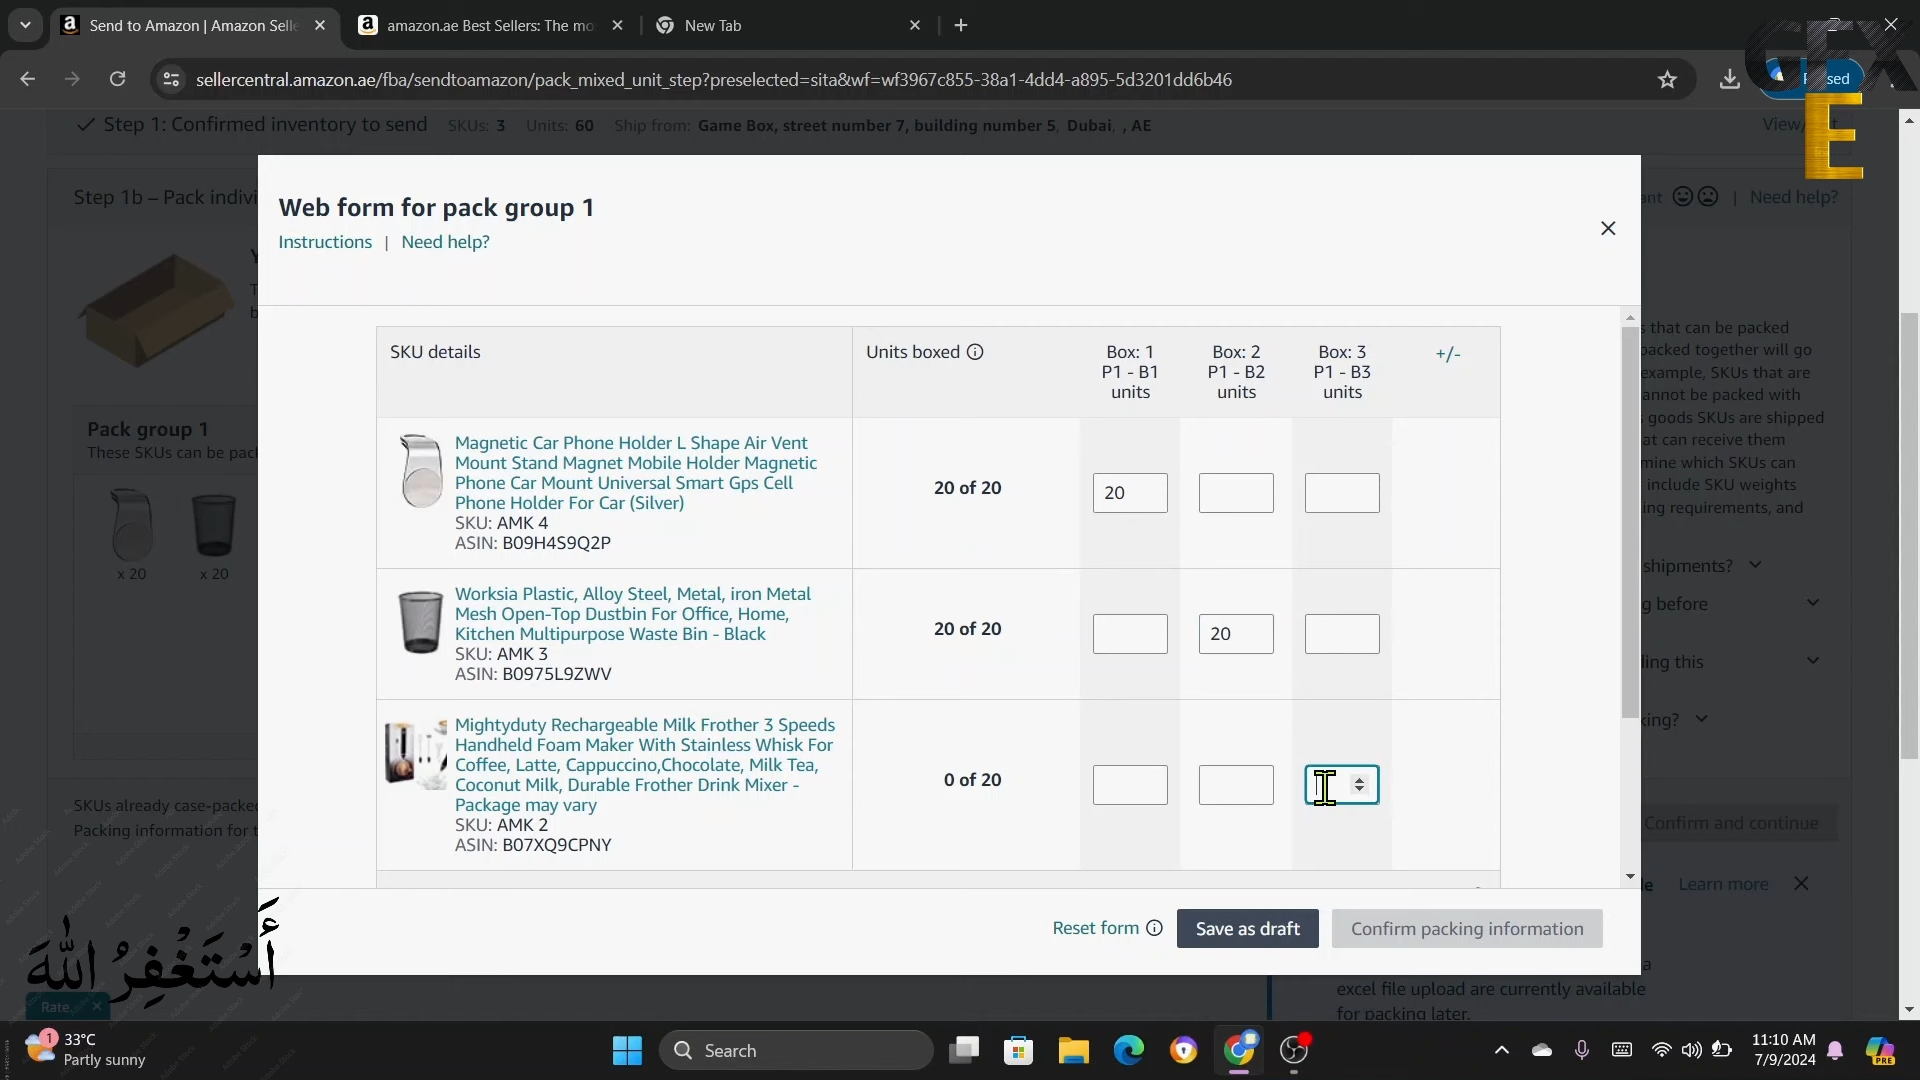 Send to Amazon | Amazon Selle
amazon.ae Best Sellers: The mo
New Tab
sellercentral.amazon.ae/fba/sendtoamazon/pack_mixed_unit_step?preselected=sita&wf=wf3967c855-38a1-4dd4-a895-5d3201dd6b46
GFX
E
Step 1: Confirmed inventory to send SKUs: 3 Units: 60 Ship from: Game Box, street number 7, building number 5, Dubai, , AE
Step 1b – Pack indivi
Need help?
Web form for pack group 1
Instructions | Need help?
SKU details
Units boxed
Box: 1
P1 - B1
units
Box: 2
P1 - B2
units
Box: 3
P1 - B3
units
+/-
Magnetic Car Phone Holder L Shape Air Vent
Mount Stand Magnet Mobile Holder Magnetic
Phone Car Mount Universal Smart Gps Cell
Phone Holder For Car (Silver)
SKU: AMK 4
ASIN: B09H4S9Q2P
20 of 20
20
Worksia Plastic, Alloy Steel, Metal, iron Metal
Mesh Open-Top Dustbin For Office, Home,
Kitchen Multipurpose Waste Bin - Black
SKU: AMK 3
ASIN: B0975L9ZWV
20 of 20
20
Mightyduty Rechargeable Milk Frother 3 Speeds
Handheld Foam Maker With Stainless Whisk For
Coffee, Latte, Cappuccino,Chocolate, Milk Tea,
Coconut Milk, Durable Frother Drink Mixer -
Package may vary
SKU: AMK 2
ASIN: B07XQ9CPNY
0 of 20
Reset form
Save as draft
Confirm packing information
Pack group 1
These SKUs can be pac
x 20
x 20
SKUs already case-packe
Packing information for t
s that can be packed
packed together will go
example, SKUs that are
annot be packed with
s goods SKUs are shipped
at can receive them
mine which SKUs can
include SKU weights
ng requirements, and
shipments?
g before
ding this
king?
Confirm and continue
Learn more
excel file upload are currently available
for packing later.
أَسْتَغْفِرُ اللهَ
Rate
33°C
Partly sunny
1
Search
11:10 AM
7/9/2024
PRE